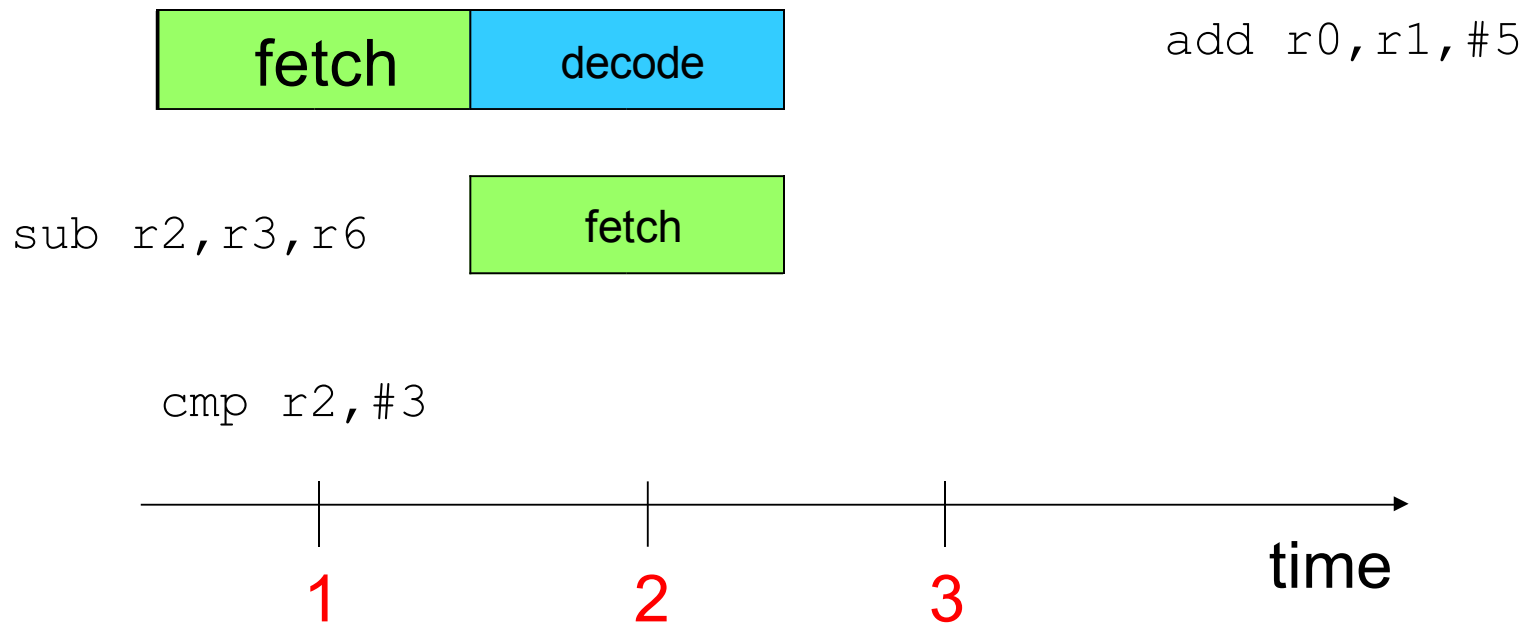 fetch decode add r0,r1,#5
sub r2,r3,r6 fetch
cmp r2,#3
time
1 2 3